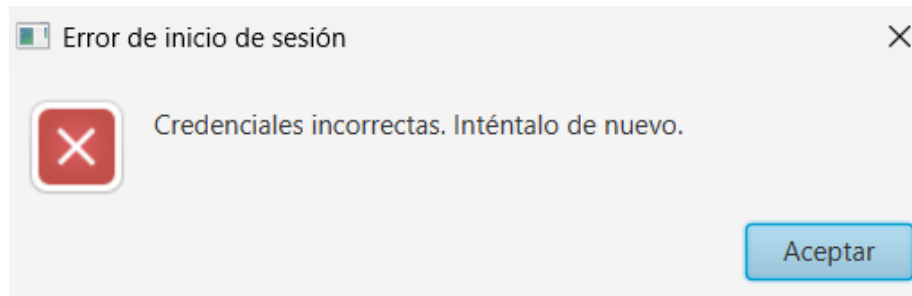 Error de inicio de sesión
Credenciales incorrectas. Inténtalo de nuevo.
Aceptar